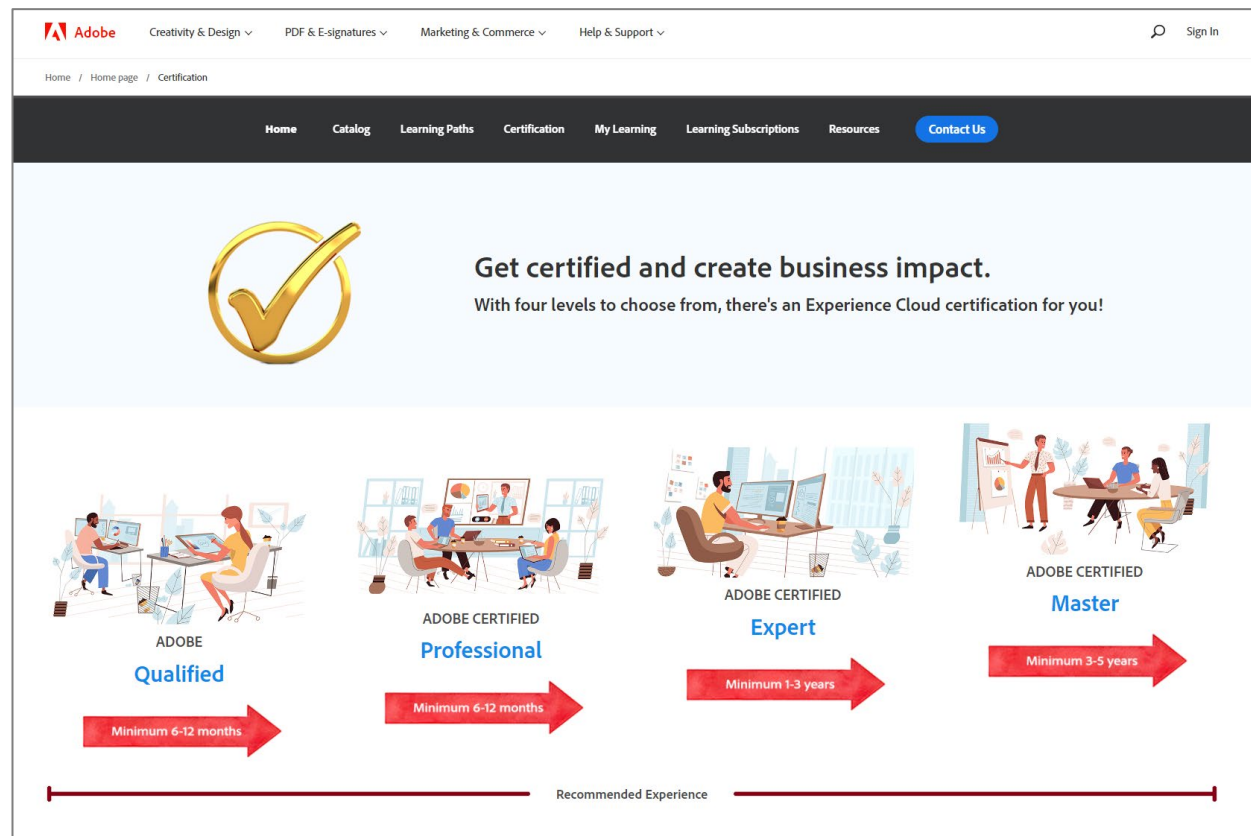 Adobe
Creativity & Design
PDF & E-signatures
Marketing & Commerce
Help & Support
Sign In
Home / Home page / Certification
Home
Catalog
Learning Paths
Certification
My Learning
Learning Subscriptions
Resources
Contact Us
Get certified and create business impact.
With four levels to choose from, there's an Experience Cloud certification for you!
ADOBE
Qualified
Minimum 6-12 months
ADOBE CERTIFIED
Professional
Minimum 6-12 months
ADOBE CERTIFIED
Expert
Minimum 1-3 years
ADOBE CERTIFIED
Master
Minimum 3-5 years
Recommended Experience